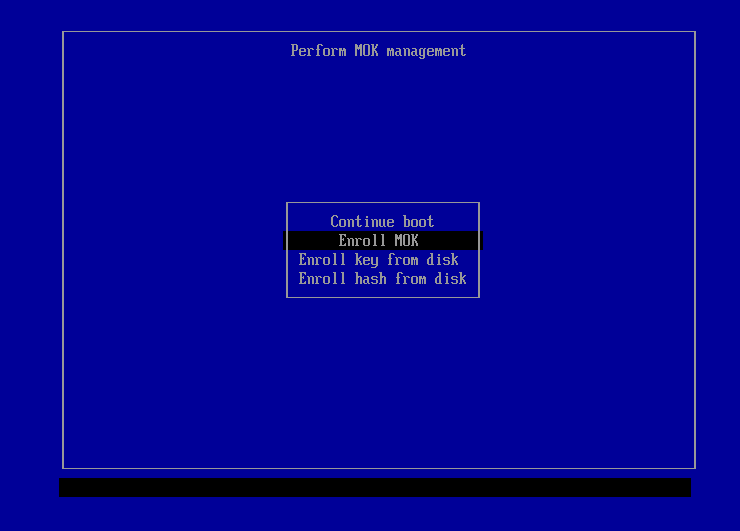 Perform MOK management
Continue boot
Enroll MOK
Enroll key from disk
Enroll hash from disk